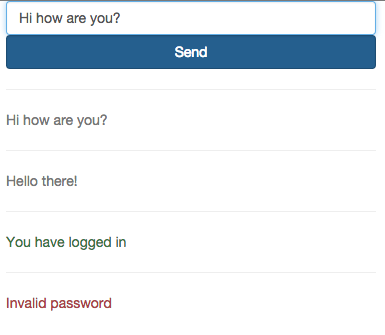 Hi how are you?
Send
Hi how are you?
Hello there!
You have logged in
Invalid password